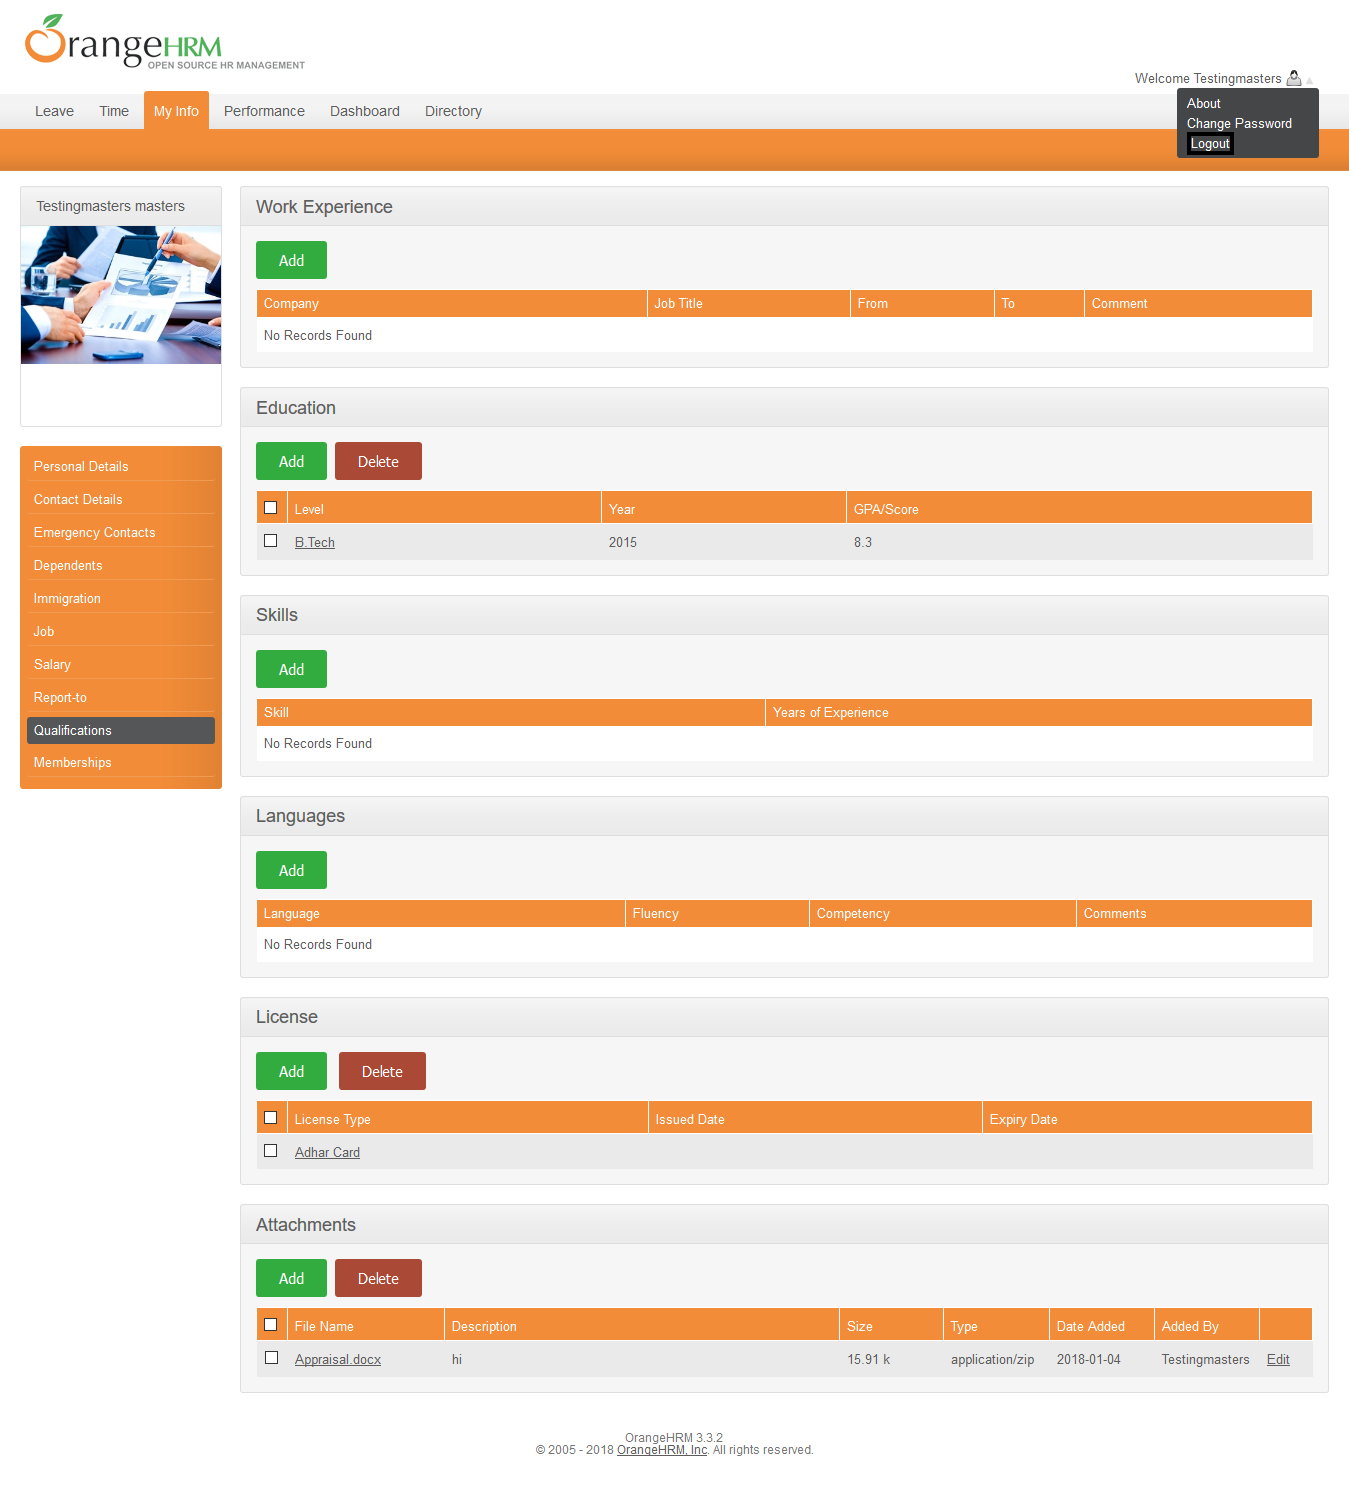 OrangeHRM
OPEN SOURCE HR MANAGEMENT
Welcome Testingmasters
About
Change Password
Logout
Leave Time My Info Performance Dashboard Directory
Testingmasters masters
Personal Details
Contact Details
Emergency Contacts
Dependents
Immigration
Job
Salary
Report-to
Qualifications
Memberships
Work Experience
Add
Company Job Title From To Comment
No Records Found
Education
Add Delete
Level Year GPA/Score
B.Tech 2015 8.3
Skills
Add
Skill Years of Experience
No Records Found
Languages
Add
Language Fluency Competency Comments
No Records Found
License
Add Delete
License Type Issued Date Expiry Date
Adhar Card
Attachments
Add Delete
File Name Description Size Type Date Added Added By
Appraisal.docx hi 15.91 k application/zip 2018-01-04 Testingmasters Edit
OrangeHRM 3.3.2
© 2005 - 2018 OrangeHRM, Inc. All rights reserved.